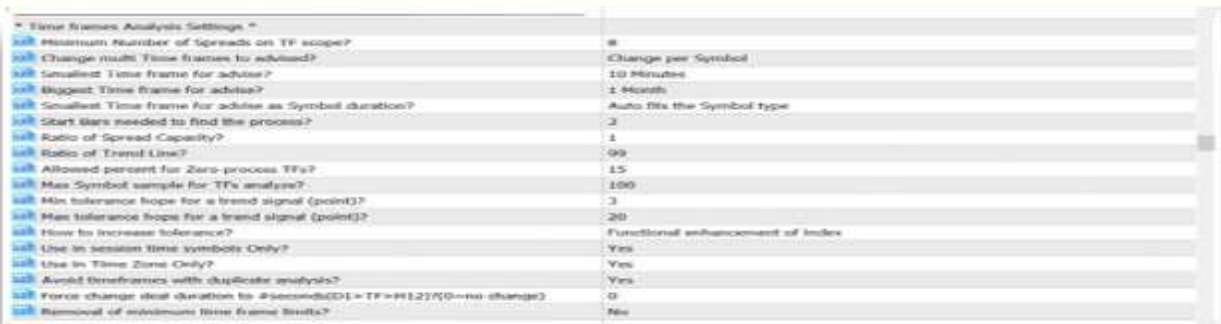 * Time frames Analysis Settings *
Minimum Number of Spreads on TF scope? 8
Change multi Time frames to advised? Change per Symbol
Smallest Time frame for advise? 10 Minutes
Biggest Time frame for advise? 1 Month
Smallest Time frame for advise as Symbol duration? Auto fits the Symbol type
Start Bars needed to find the process? 2
Ratio of Spread Capacity? 1
Ratio of Trend Line? 99
Allowed percent for Zero-process TFs? 15
Max Symbol sample for TFs analyze? 100
Min tolerance hope for a trend signal (point)? 3
Max tolerance hope for a trend signal (point)? 20
How to increase tolerance? Functional enhancement of Index
Use in session time symbols Only? Yes
Use in Time Zone Only? Yes
Avoid timeframes with duplicate analysis? Yes
Force change deal duration to #seconds(D1>TF>M12)?(0=no change) 0
Removal of minimum time frame limits? No